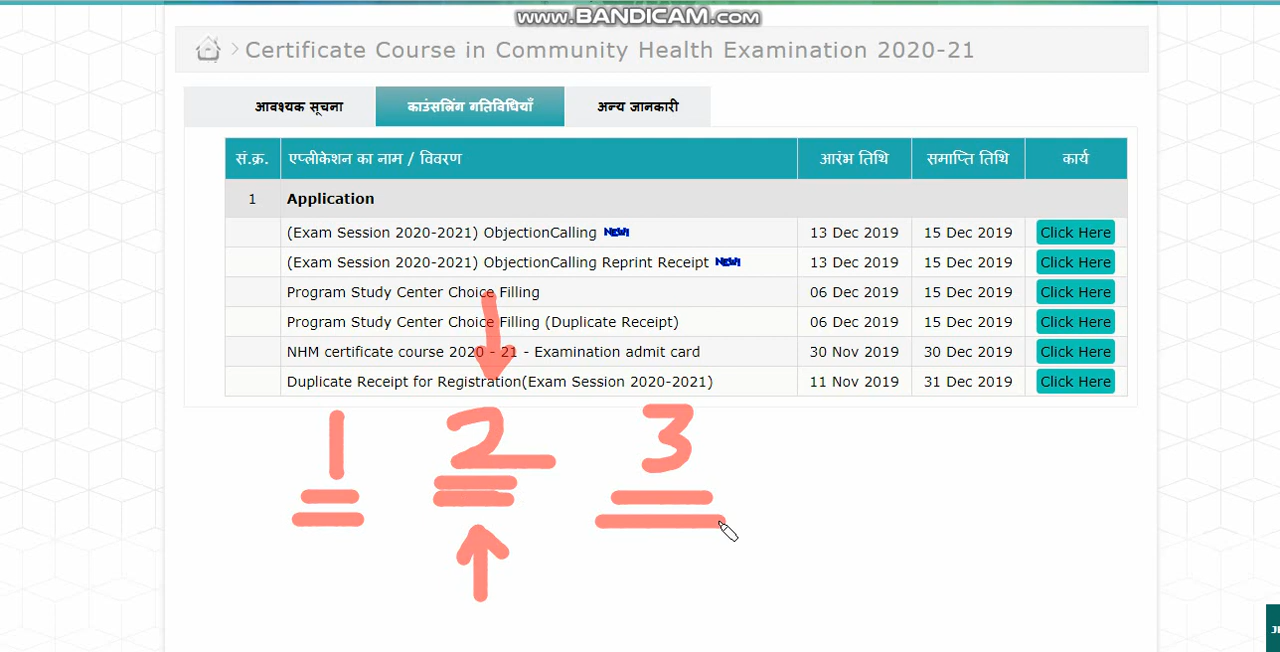 www.BANDICAM.com
Certificate Course in Community Health Examination 2020-21
आवश्यक सूचना काउंसलिंग गतिविधियाँ अन्य जानकारी
सं.क्र. एप्लीकेशन का नाम / विवरण आरंभ तिथि समाप्ति तिथि कार्य
1 Application
(Exam Session 2020-2021) ObjectionCalling NEW! 13 Dec 2019 15 Dec 2019 Click Here
(Exam Session 2020-2021) ObjectionCalling Reprint Receipt NEW! 13 Dec 2019 15 Dec 2019 Click Here
Program Study Center Choice Filling 06 Dec 2019 15 Dec 2019 Click Here
Program Study Center Choice Filling (Duplicate Receipt) 06 Dec 2019 15 Dec 2019 Click Here
NHM certificate course 2020 - 21 - Examination admit card 30 Nov 2019 30 Dec 2019 Click Here
Duplicate Receipt for Registration(Exam Session 2020-2021) 11 Nov 2019 31 Dec 2019 Click Here
1 2 3